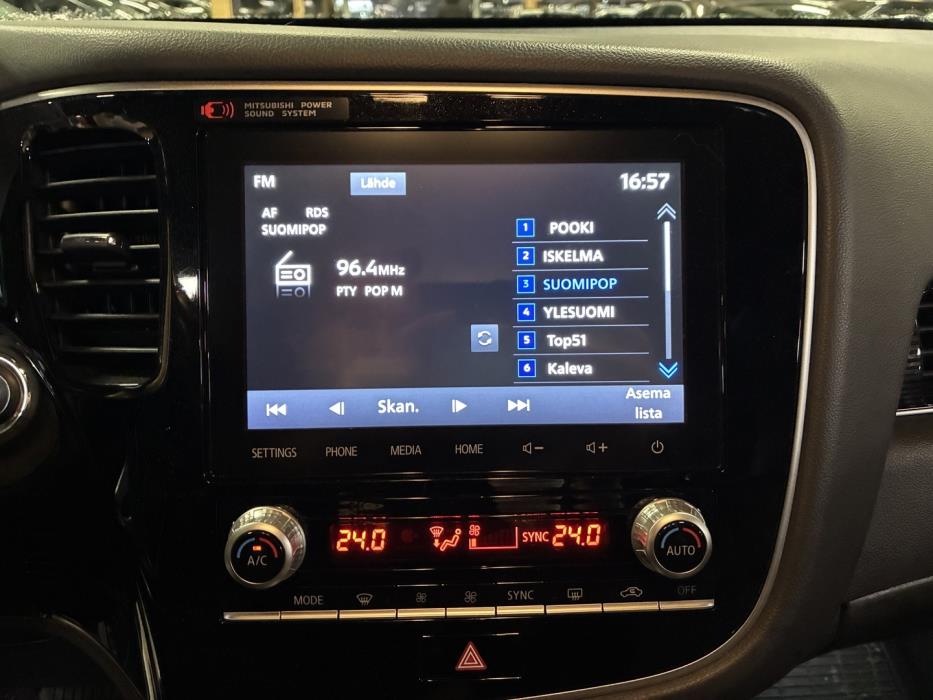 MITSUBISHI POWER
SOUND SYSTEM
FM
Lähde
16:57
AF RDS
SUOMIPOP
96.4MHz
PTY POP M
1 POOKI
2 ISKELMA
3 SUOMIPOP
4 YLESUOMI
5 Top51
6 Kaleva
Skan.
Asema
lista
SETTINGS PHONE MEDIA HOME
24.0 SYNC 24.0
A/C
AUTO
MODE SYNC OFF